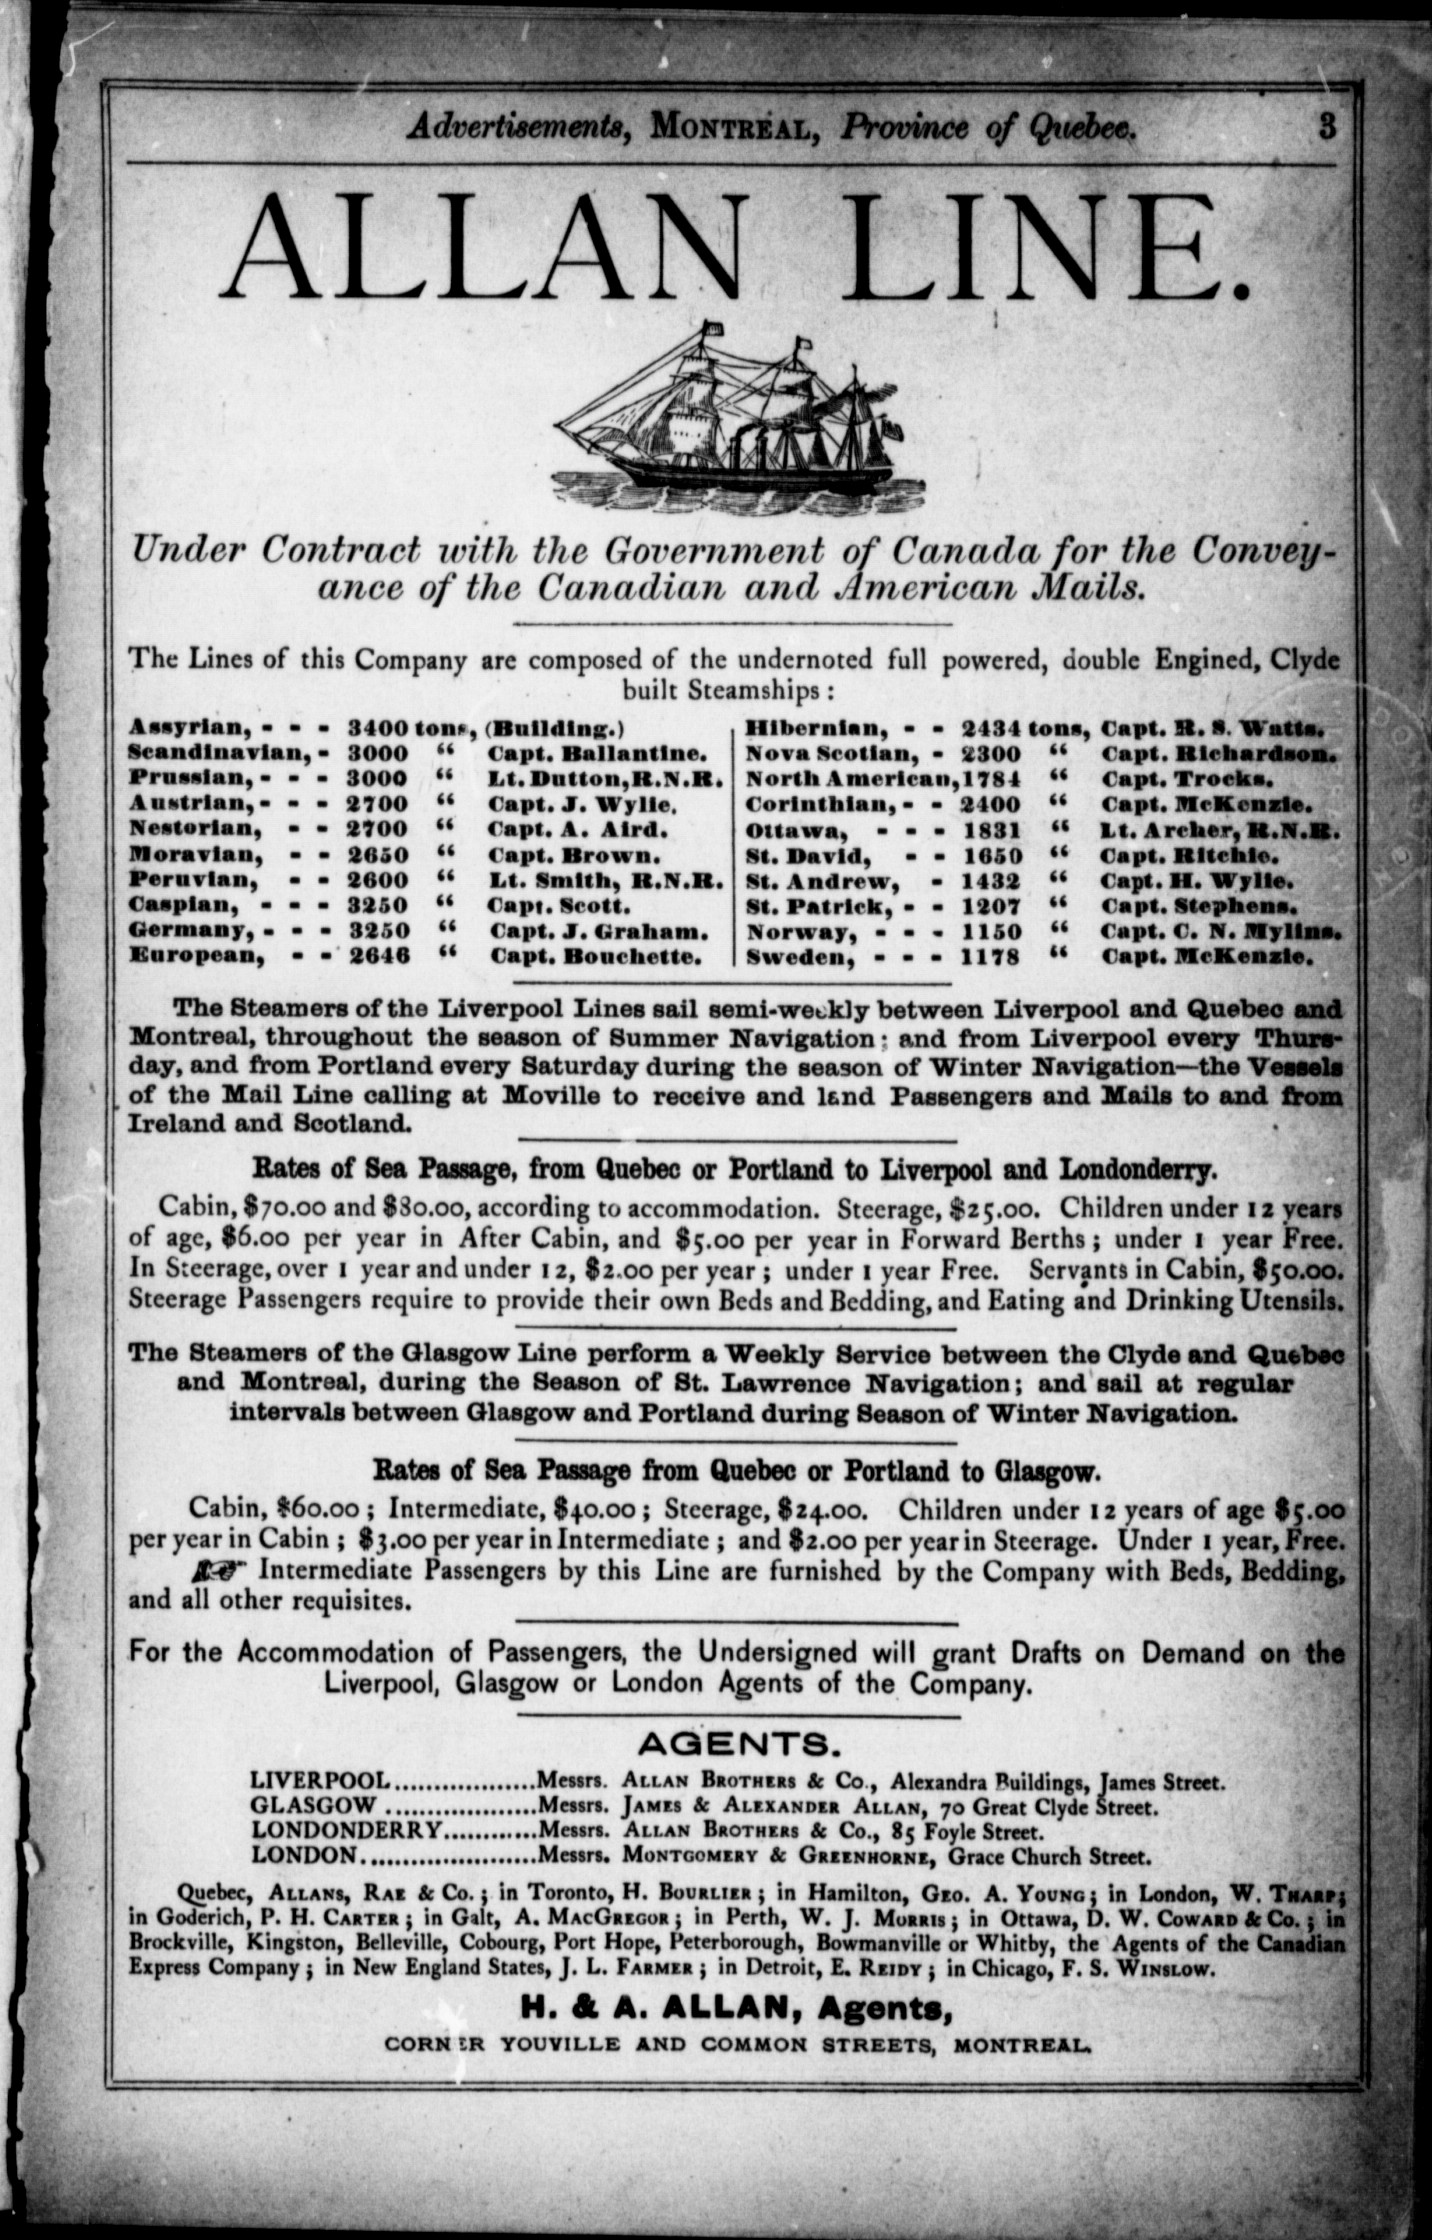 Advertisements, MONTREAL, Province of Quebec. 3
ALLAN LINE.
Under Contract with the Government of Canada for the Convey-
ance of the Canadian and American Mails.
The Lines of this Company are composed of the undernoted full powered, double Engined, Clyde
built Steamships :
Assyrian, - - - 3400 tons, (Building.)
Scandinavian, - 3000 “ Capt. Ballantine.
Prussian, - - - 3000 “ Lt. Dutton, R.N.R.
Austrian, - - - 2700 “ Capt. J. Wylie.
Nestorian, - - 2700 “ Capt. A. Aird.
Moravian, - - 2650 “ Capt. Brown.
Peruvian, - - 2600 “ Lt. Smith, R.N.R.
Caspian, - - - 3250 “ Capt. Scott.
Germany, - - - 3250 “ Capt. J. Graham.
European, - - 2646 “ Capt. Bouchette.
Hibernian, - - 2434 tons, Capt. R. S. Watts.
Nova Scotian, - 2300 “ Capt. Richardson.
North American, 1784 “ Capt. Trocks.
Corinthian, - - 2400 “ Capt. McKenzie.
Ottawa, - - - 1831 “ Lt. Archer, R.N.R.
St. David, - - 1650 “ Capt. Ritchie.
St. Andrew, - 1432 “ Capt. H. Wylie.
St. Patrick, - - 1207 “ Capt. Stephens.
Norway, - - - 1150 “ Capt. C. N. Mylins.
Sweden, - - - 1178 “ Capt. McKenzie.
The Steamers of the Liverpool Lines sail semi-weekly between Liverpool and Quebec and
Montreal, throughout the season of Summer Navigation ; and from Liverpool every Thurs-
day, and from Portland every Saturday during the season of Winter Navigation—the Vessels
of the Mail Line calling at Moville to receive and land Passengers and Mails to and from
Ireland and Scotland.
Rates of Sea Passage, from Quebec or Portland to Liverpool and Londonderry.
Cabin, $70.00 and $80.00, according to accommodation. Steerage, $25.00. Children under 12 years
of age, $6.00 per year in After Cabin, and $5.00 per year in Forward Berths ; under 1 year Free.
In Steerage, over 1 year and under 12, $2.00 per year ; under 1 year Free. Servants in Cabin, $50.00.
Steerage Passengers require to provide their own Beds and Bedding, and Eating and Drinking Utensils.
The Steamers of the Glasgow Line perform a Weekly Service between the Clyde and Quebec
and Montreal, during the Season of St. Lawrence Navigation ; and sail at regular
intervals between Glasgow and Portland during Season of Winter Navigation.
Rates of Sea Passage from Quebec or Portland to Glasgow.
Cabin, $60.00 ; Intermediate, $40.00 ; Steerage, $24.00. Children under 12 years of age $5.00
per year in Cabin ; $3.00 per year in Intermediate ; and $2.00 per year in Steerage. Under 1 year, Free.
☞ Intermediate Passengers by this Line are furnished by the Company with Beds, Bedding,
and all other requisites.
For the Accommodation of Passengers, the Undersigned will grant Drafts on Demand on the
Liverpool, Glasgow or London Agents of the Company.
AGENTS.
LIVERPOOL..................Messrs. ALLAN BROTHERS & Co., Alexandra Buildings, James Street.
GLASGOW ...................Messrs. JAMES & ALEXANDER ALLAN, 70 Great Clyde Street.
LONDONDERRY............Messrs. ALLAN BROTHERS & Co., 85 Foyle Street.
LONDON......................Messrs. MONTGOMERY & GREENHORNE, Grace Church Street.
Quebec, ALLANS, RAE & Co. ; in Toronto, H. BOURLIER ; in Hamilton, GEO. A. YOUNG ; in London, W. THARP ;
in Goderich, P. H. CARTER ; in Galt, A. MACGREGOR ; in Perth, W. J. MORRIS ; in Ottawa, D. W. COWARD & Co. ; in
Brockville, Kingston, Belleville, Cobourg, Port Hope, Peterborough, Bowmanville or Whitby, the Agents of the Canadian
Express Company ; in New England States, J. L. FARMER ; in Detroit, E. REIDY ; in Chicago, F. S. WINSLOW.
H. & A. ALLAN, Agents,
CORNER YOUVILLE AND COMMON STREETS, MONTREAL.